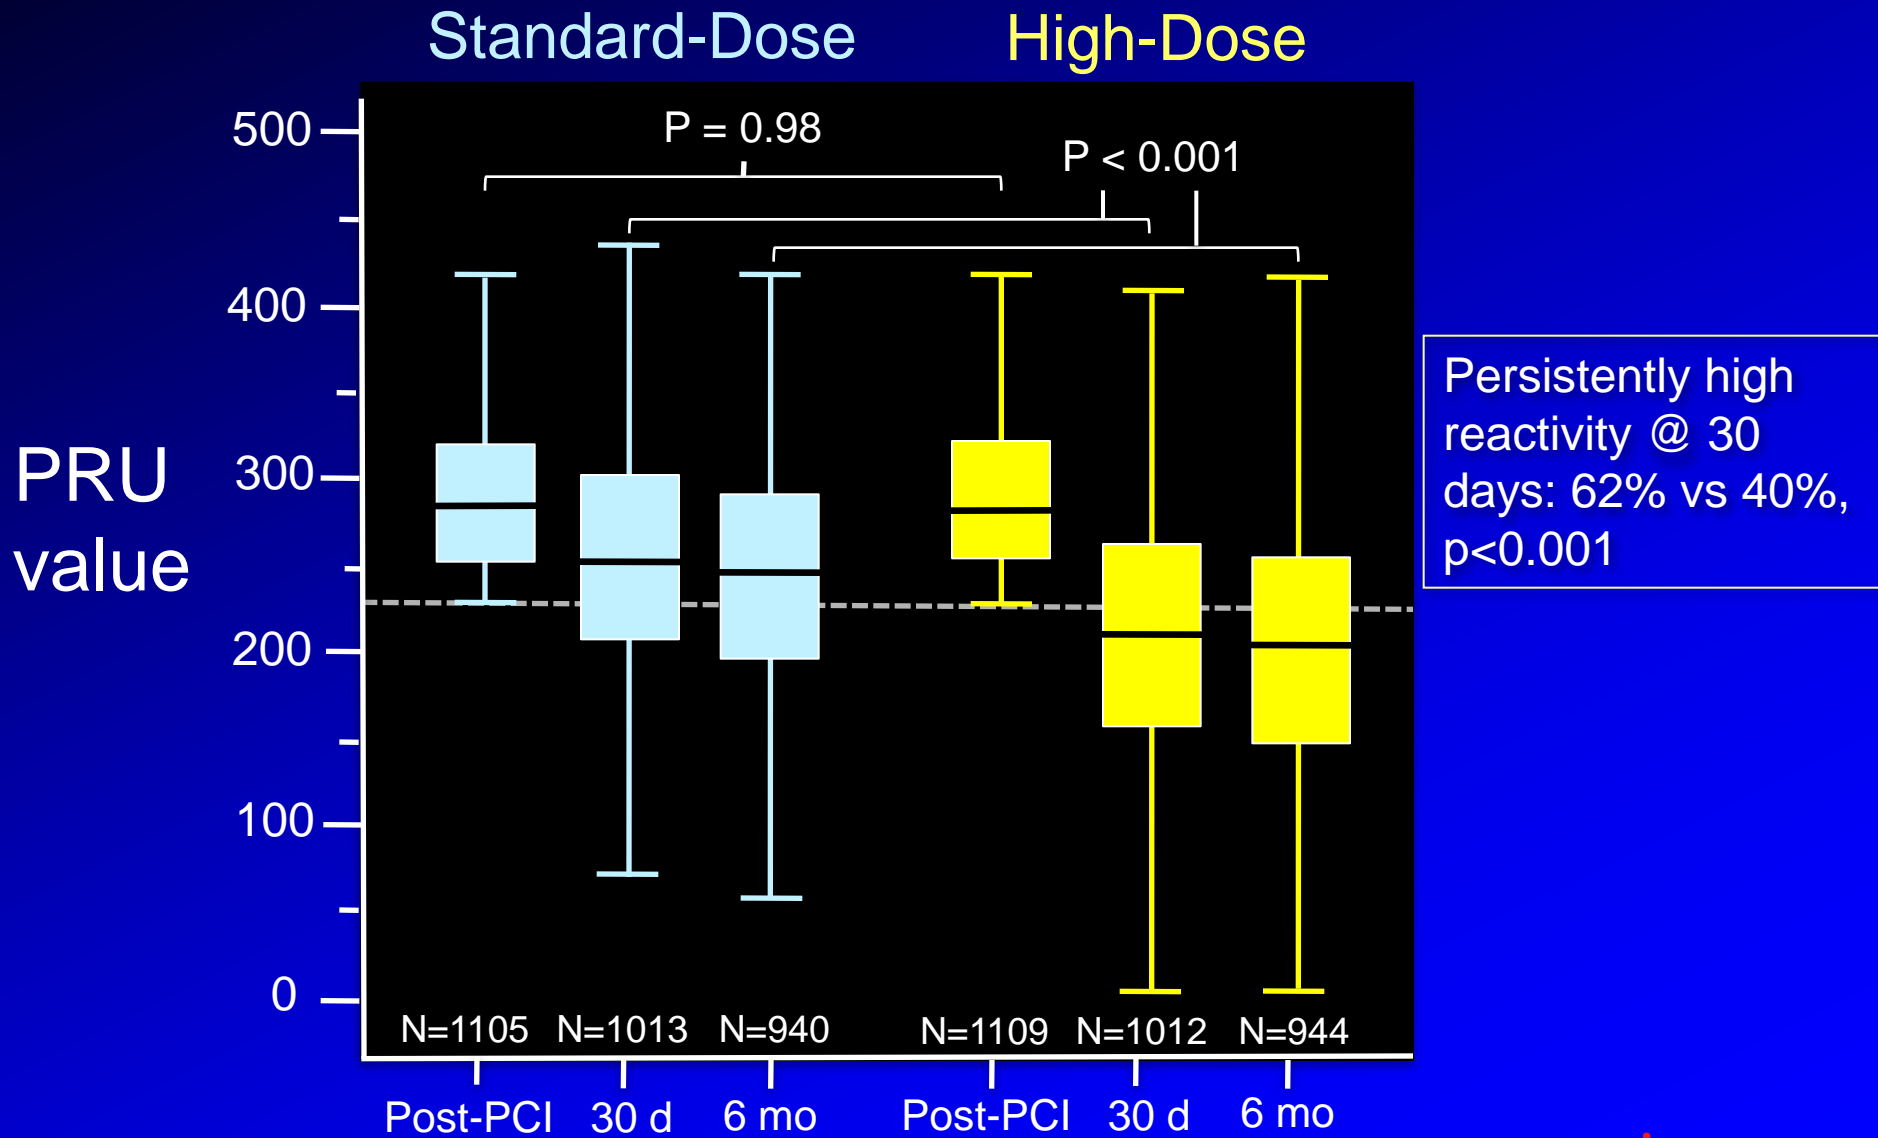 Standard-Dose High-Dose
500
P = 0.98
P < 0.001
400
300
200
100
0
PRU
value
Persistently high
reactivity @ 30
days: 62% vs 40%,
p<0.001
N=1105 N=1013 N=940 N=1109 N=1012 N=944
Post-PCI 30 d 6 mo Post-PCI 30 d 6 mo